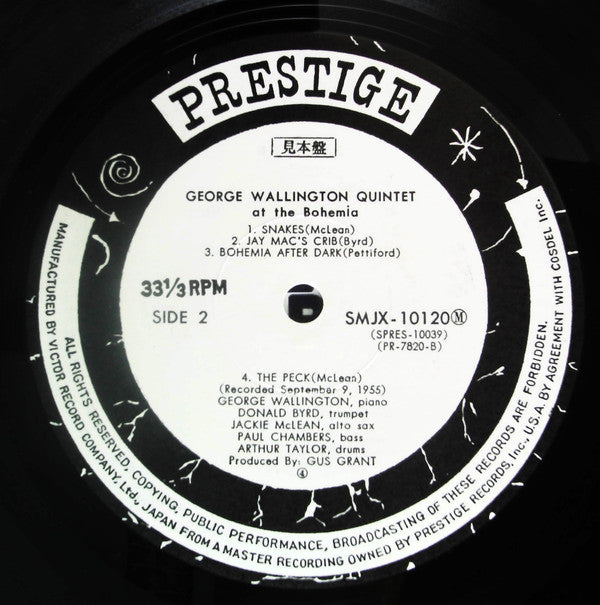 PRESTIGE
見本盤
GEORGE WALLINGTON QUINTET
at the Bohemia
1. SNAKES(McLean)
2. JAY MAC'S CRIB(Byrd)
3. BOHEMIA AFTER DARK(Pettiford)
33⅓ RPM
SIDE 2
SMJX-10120Ⓜ
(SPRES-10039)
(PR-7820-B)
4. THE PECK(McLean)
(Recorded September 9, 1955)
GEORGE WALLINGTON, piano
DONALD BYRD, trumpet
JACKIE McLEAN, alto sax
PAUL CHAMBERS, bass
ARTHUR TAYLOR, drums
Produced By: GUS GRANT
④
ALL RIGHTS RESERVED, COPYING, PUBLIC PERFORMANCE, BROADCASTING OF THESE RECORDS ARE FORBIDDEN.
MANUFACTURED BY VICTOR RECORD COMPANY, Ltd., JAPAN FROM A MASTER RECORDING OWNED BY PRESTIGE RECORDS, Inc., U.S.A. BY AGREEMENT WITH COSDEL Inc.